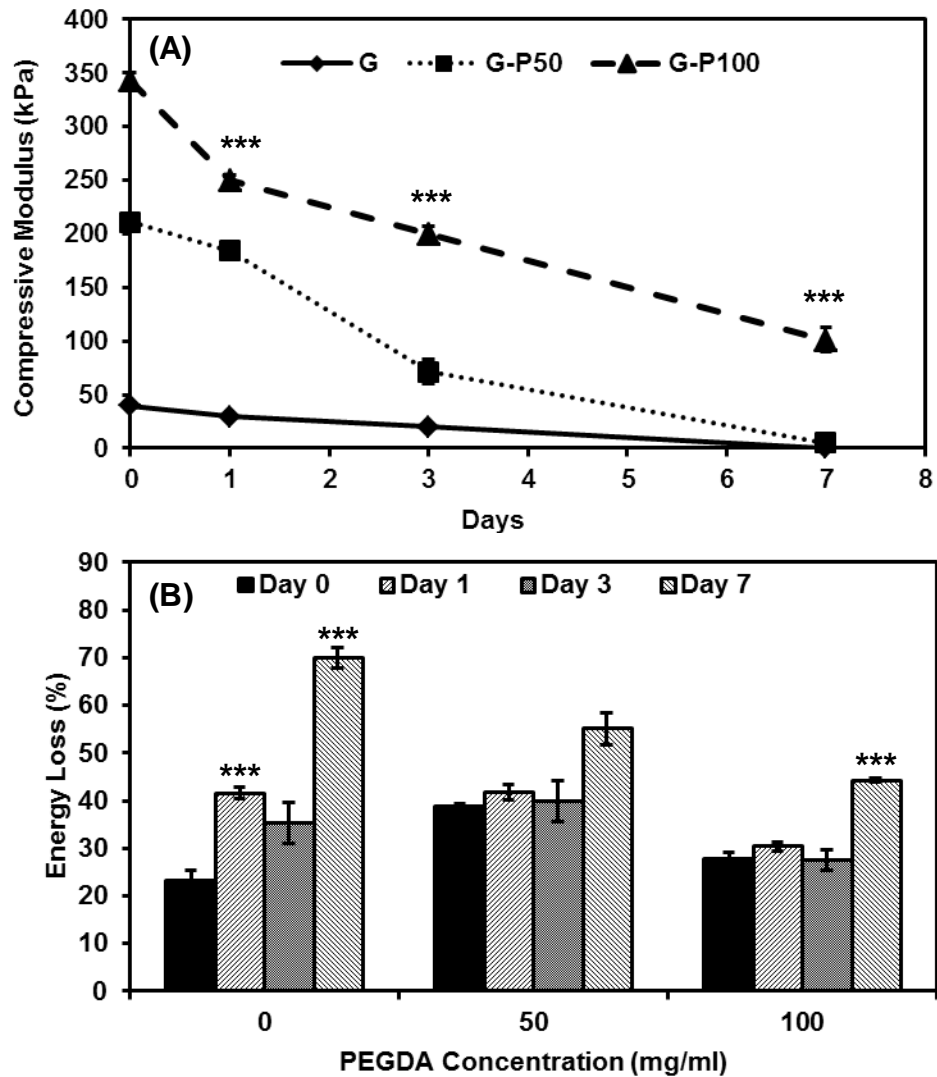 (A)
G G-P50 G-P100
400
350
300
250
200
150
100
50
0
Compressive Modulus (kPa)
***
***
***
0 1 2 3 4 5 6 7 8
Days
(B)
Day 0 Day 1 Day 3 Day 7
90
80
70
60
50
40
30
20
10
0
Energy Loss (%)
***
***
***
0 50 100
PEGDA Concentration (mg/ml)